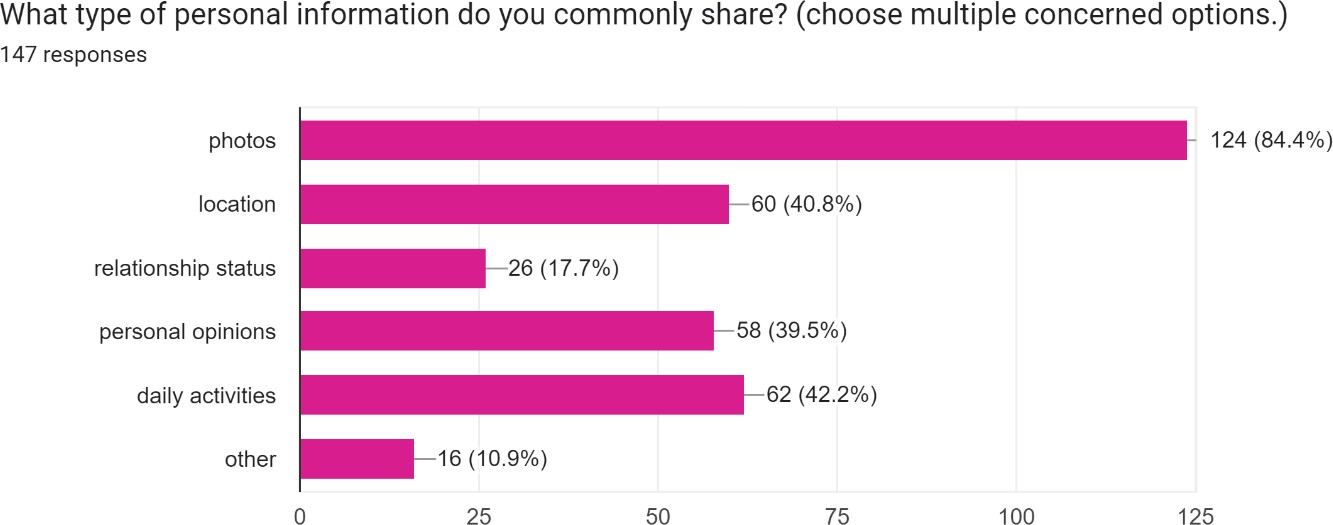 What type of personal information do you commonly share? (choose multiple concerned options.)
147 responses
photos 124 (84.4%)
location 60 (40.8%)
relationship status 26 (17.7%)
personal opinions 58 (39.5%)
daily activities 62 (42.2%)
other 16 (10.9%)
0 25 50 75 100 125